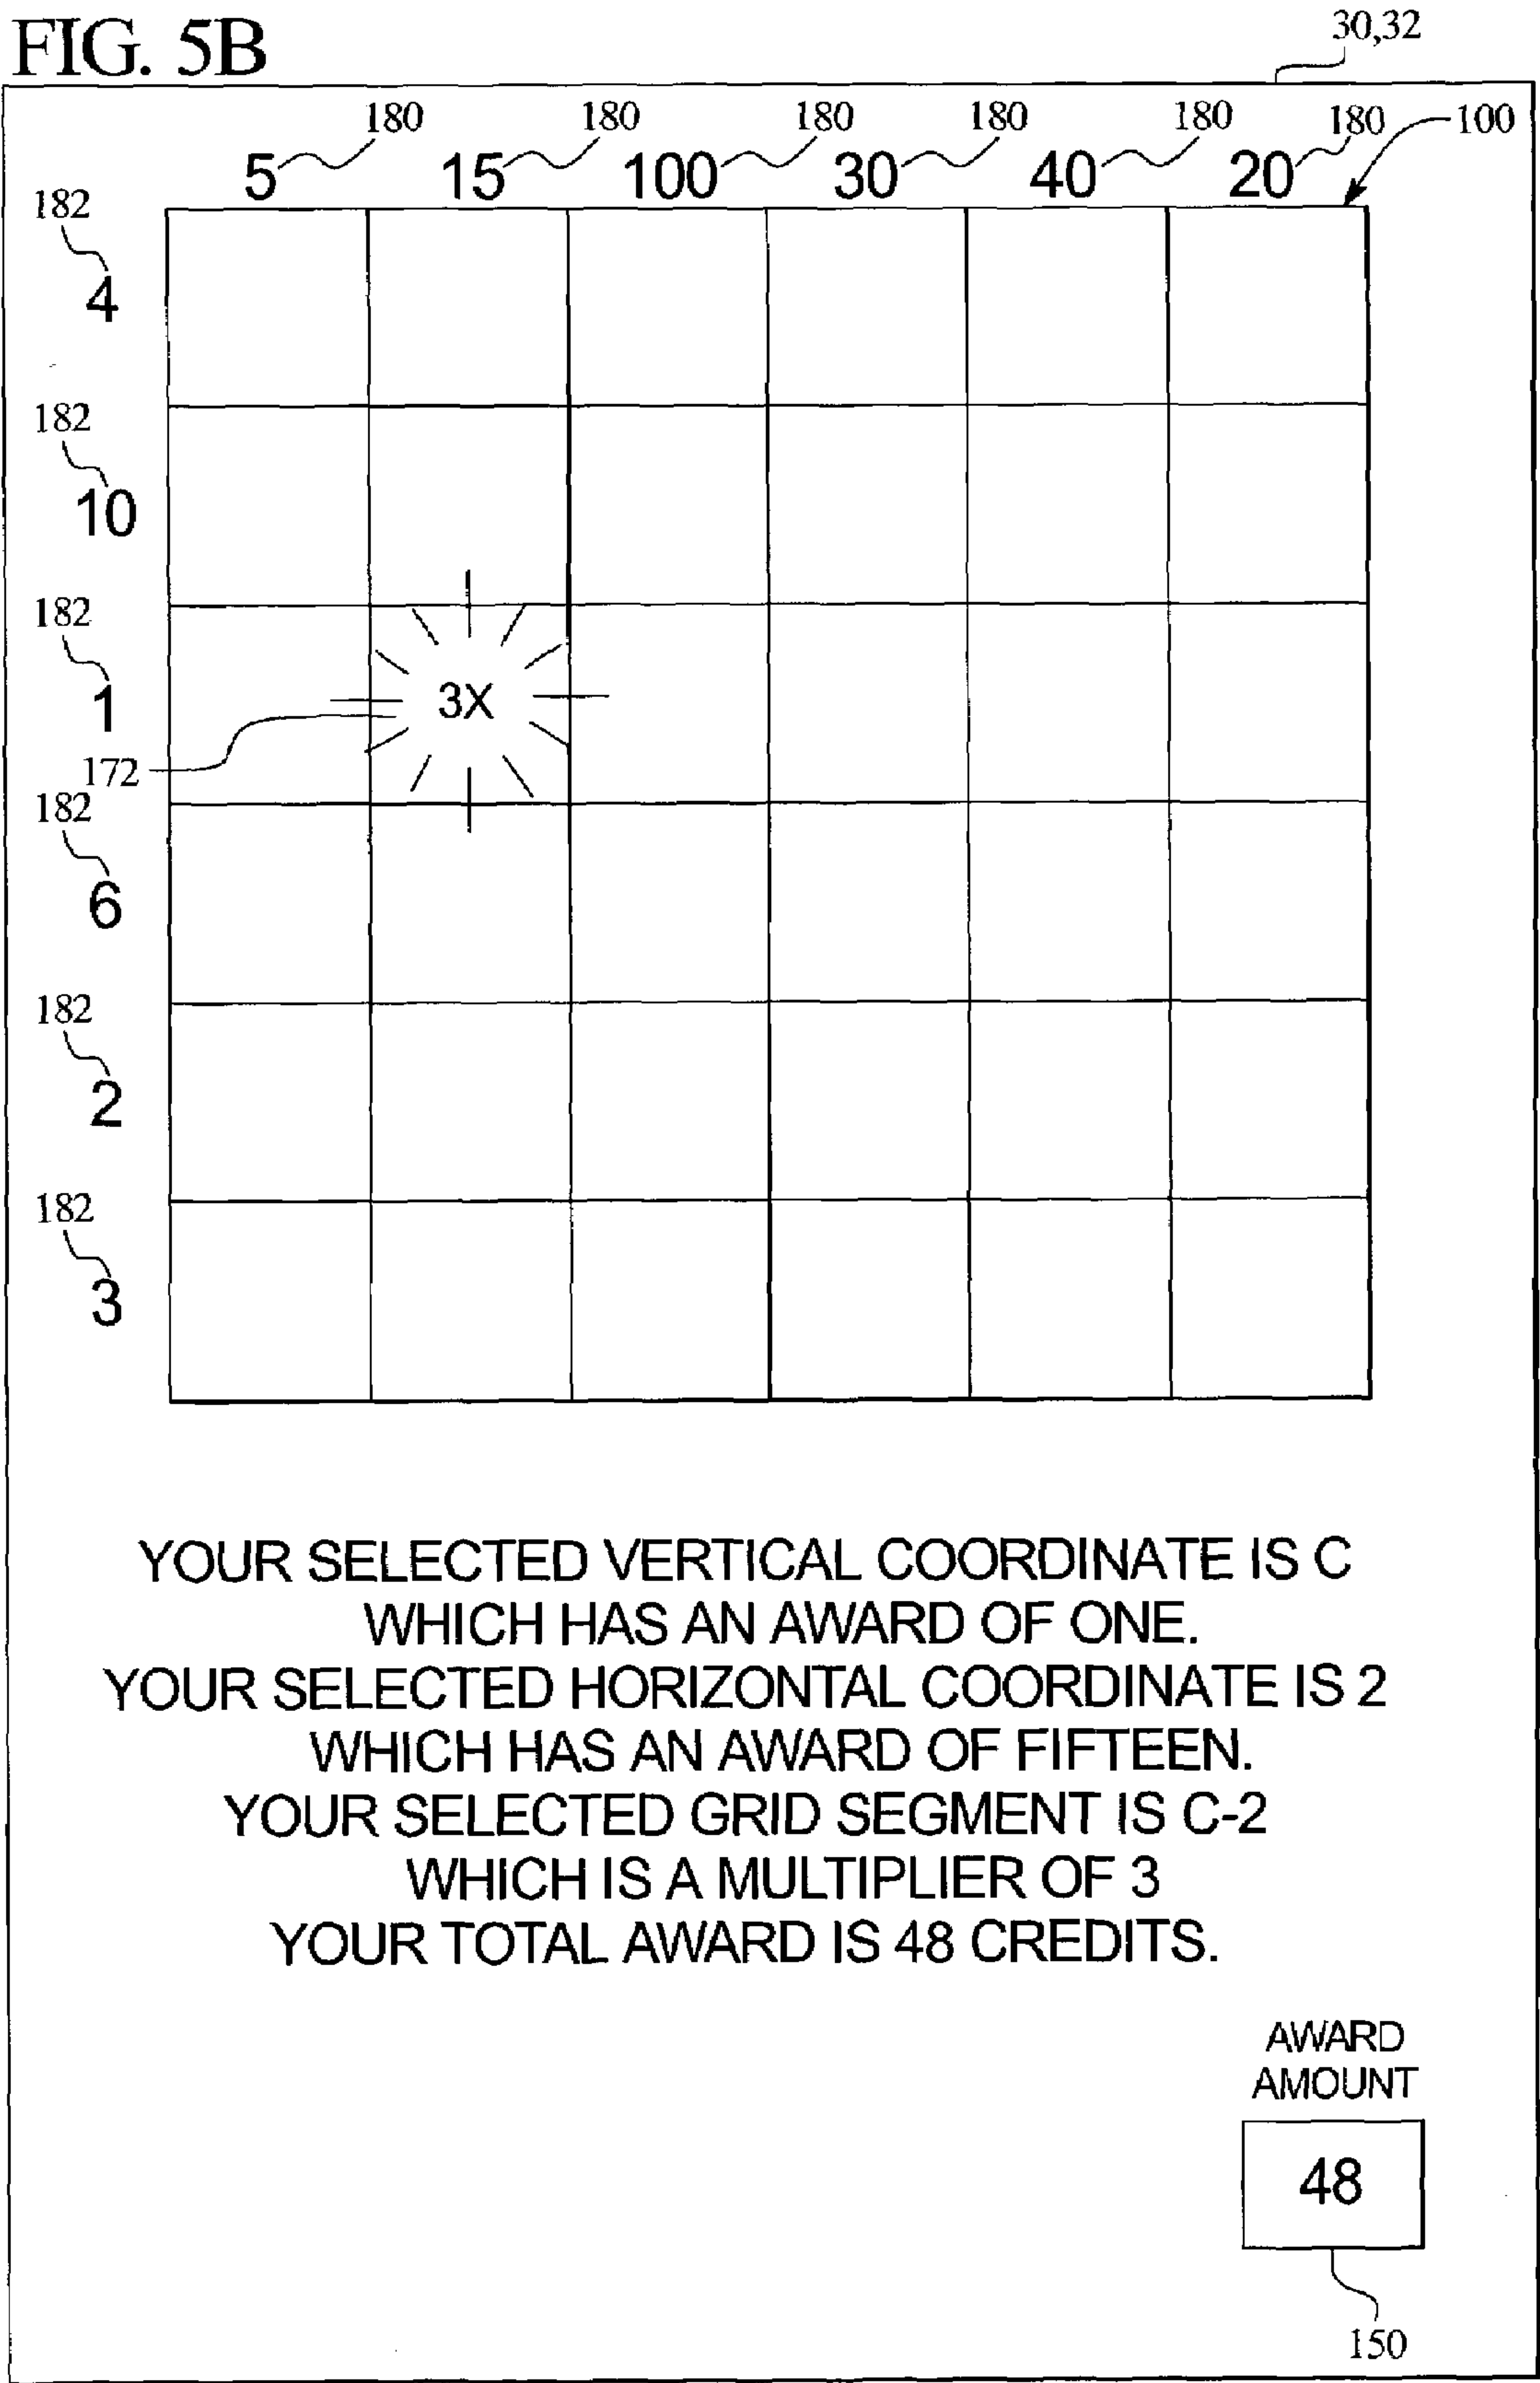 FIG. 5B
30,32
180 180 180 180 180 180 100
5 15 100 30 40 20
182
4
182
10
182
1
3X
172
182
6
182
2
182
3
YOUR SELECTED VERTICAL COORDINATE IS C
WHICH HAS AN AWARD OF ONE.
YOUR SELECTED HORIZONTAL COORDINATE IS 2
WHICH HAS AN AWARD OF FIFTEEN.
YOUR SELECTED GRID SEGMENT IS C-2
WHICH IS A MULTIPLIER OF 3
YOUR TOTAL AWARD IS 48 CREDITS.
AWARD
AMOUNT
48
150